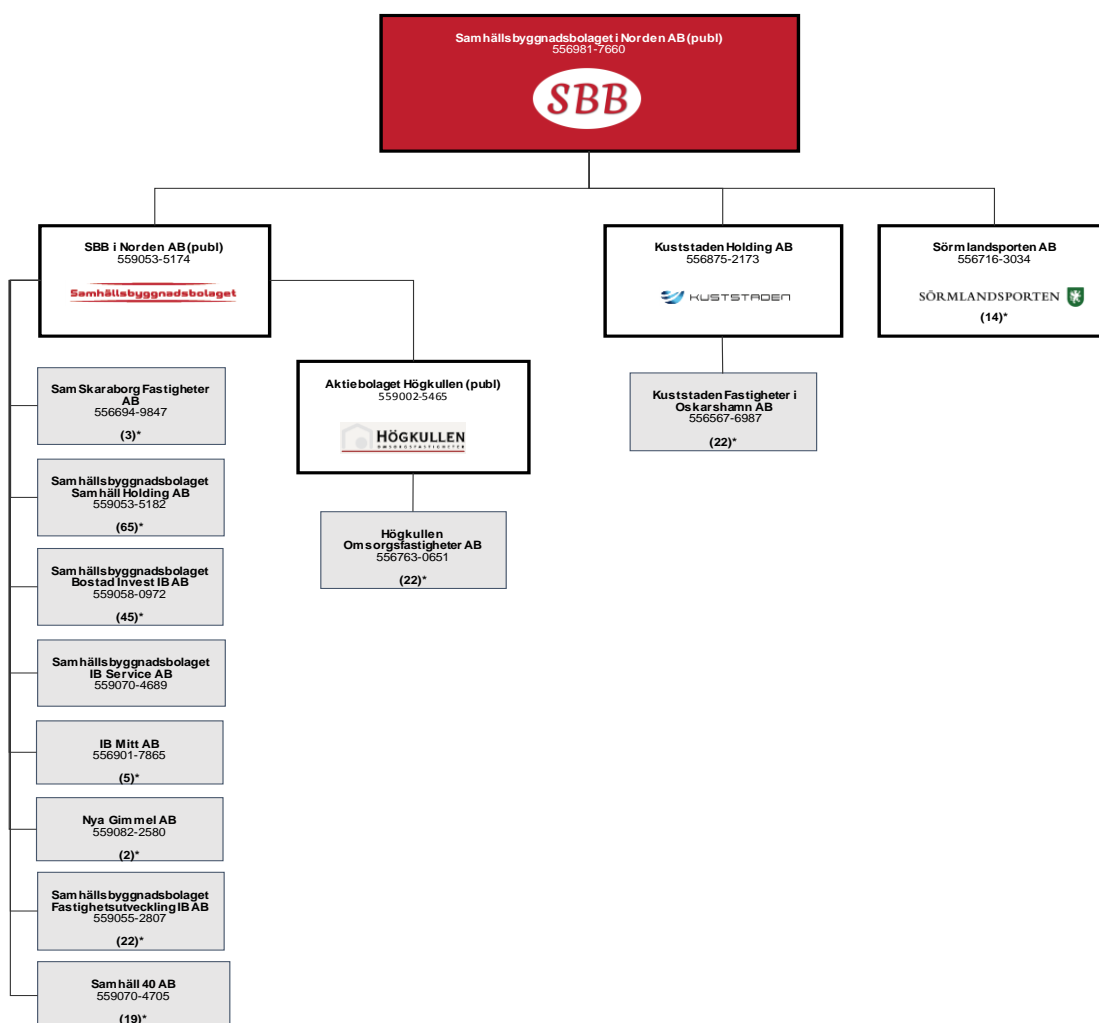 Samhällsbyggnadsbolaget i Norden AB (publ)
556981-7660
SBB
SBB i Norden AB (publ)
559053-5174
Samhällsbyggnadsbolaget
Kuststaden Holding AB
556875-2173
KUSTSTADEN
Sörmlandsporten AB
556716-3034
SÖRMLANDSPORTEN
(14)*
Aktiebolaget Högkullen (publ)
559002-5465
HÖGKULLEN
OMSORGSFASTIGHETER
Kuststaden Fastigheter i
Oskarshamn AB
556567-6987
(22)*
Högkullen
Omsorgsfastigheter AB
556763-0651
(22)*
Sam Skaraborg Fastigheter
AB
556694-9847
(3)*
Samhällsbyggnadsbolaget
Samhäll Holding AB
559053-5182
(65)*
Samhällsbyggnadsbolaget
Bostad Invest IB AB
559058-0972
(45)*
Samhällsbyggnadsbolaget
IB Service AB
559070-4689
IB Mitt AB
556901-7865
(5)*
Nya Gimmel AB
559082-2580
(2)*
Samhällsbyggnadsbolaget
Fastighetsutveckling IB AB
559055-2807
(22)*
Samhäll 40 AB
559070-4705
(19)*